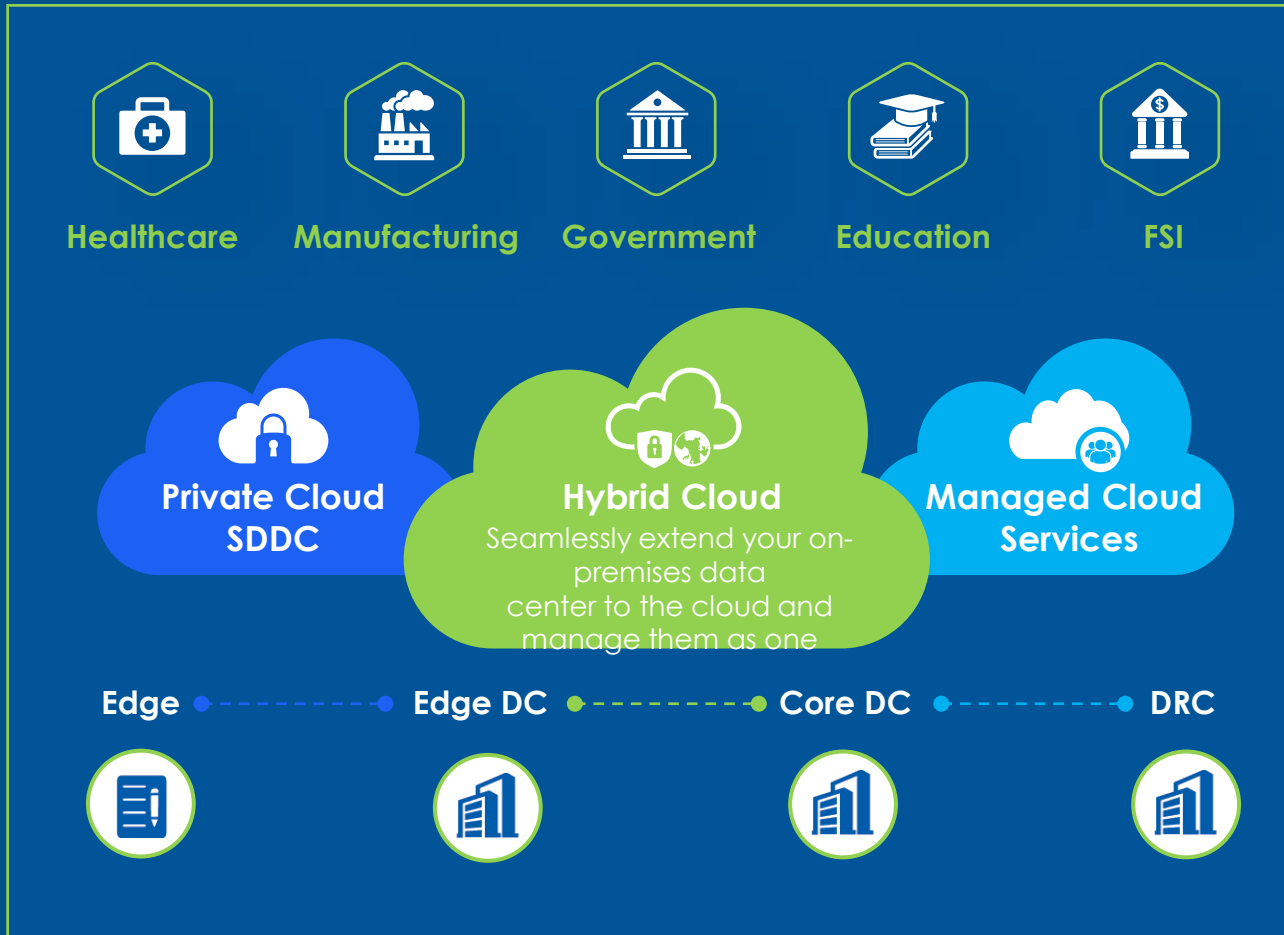 Healthcare
Manufacturing
Government
Education
FSI
Private Cloud
SDDC
Hybrid Cloud
Seamlessly extend your on-
premises data
center to the cloud and
manage them as one
Managed Cloud
Services
Edge
Edge DC
Core DC
DRC